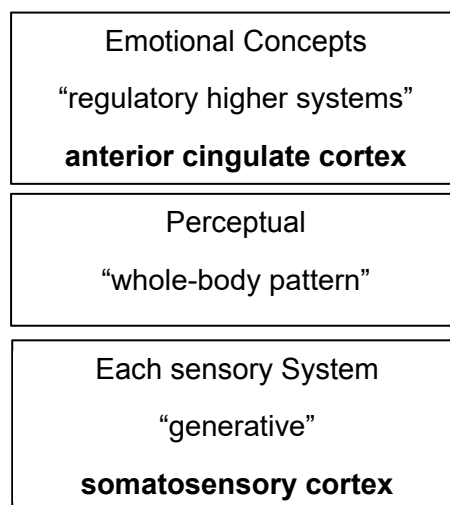 Emotional Concepts
“regulatory higher systems”
anterior cingulate cortex
Perceptual
“whole-body pattern”
Each sensory System
“generative”
somatosensory cortex